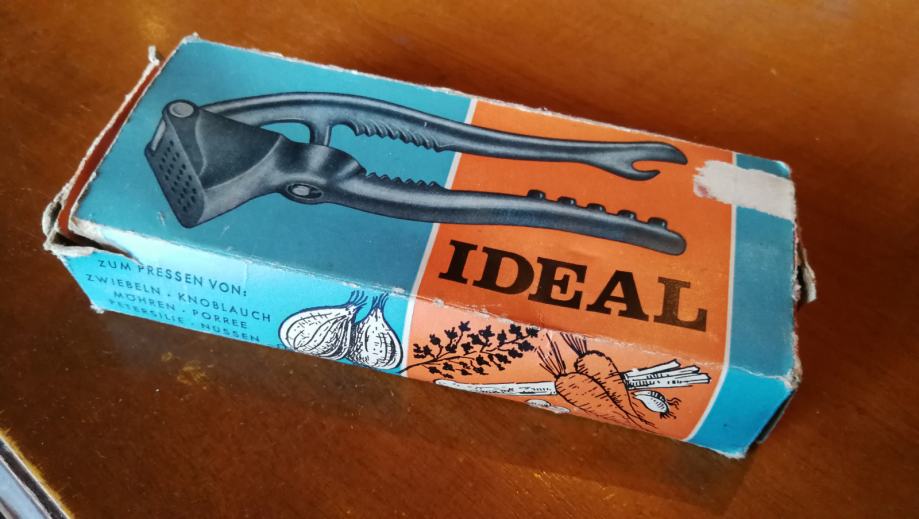 IDEAL
ZUM PRESSEN VON:
ZWIEBELN · KNOBLAUCH
MÖHREN · PORREE
PETERSILIE · NÜSSEN